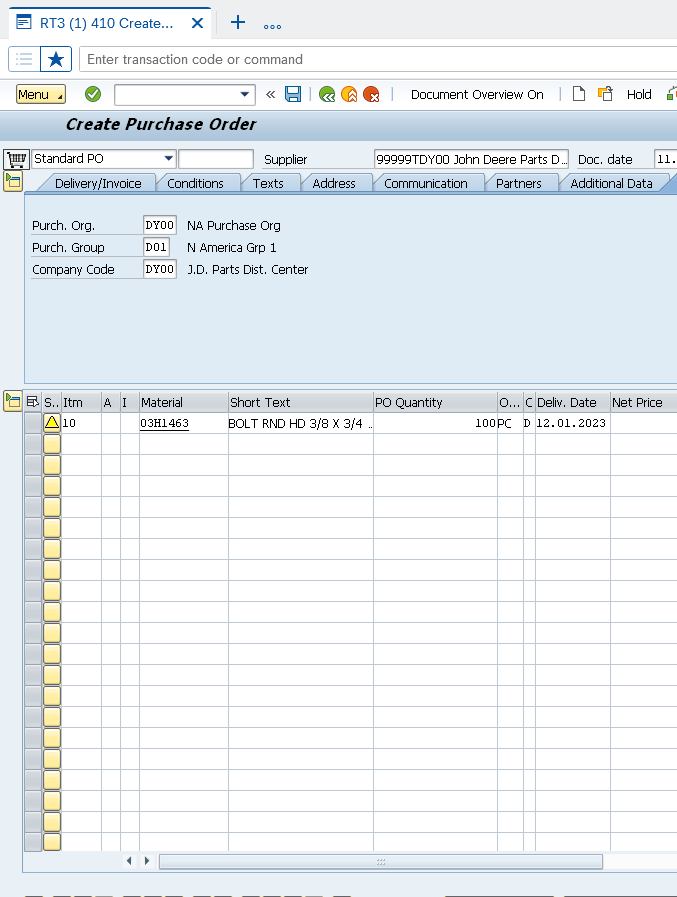 RT3 (1) 410 Create...
Enter transaction code or command
Menu
Document Overview On
Hold
Create Purchase Order
Standard PO
Supplier
99999TDY00 John Deere Parts D...
Doc. date
11.
Delivery/Invoice
Conditions
Texts
Address
Communication
Partners
Additional Data
Purch. Org. DY00 NA Purchase Org
Purch. Group D01 N America Grp 1
Company Code DY00 J.D. Parts Dist. Center
S.. Itm A I Material Short Text PO Quantity O... C Deliv. Date Net Price
10 03H1463 BOLT RND HD 3/8 X 3/4 .. 100 PC D 12.01.2023